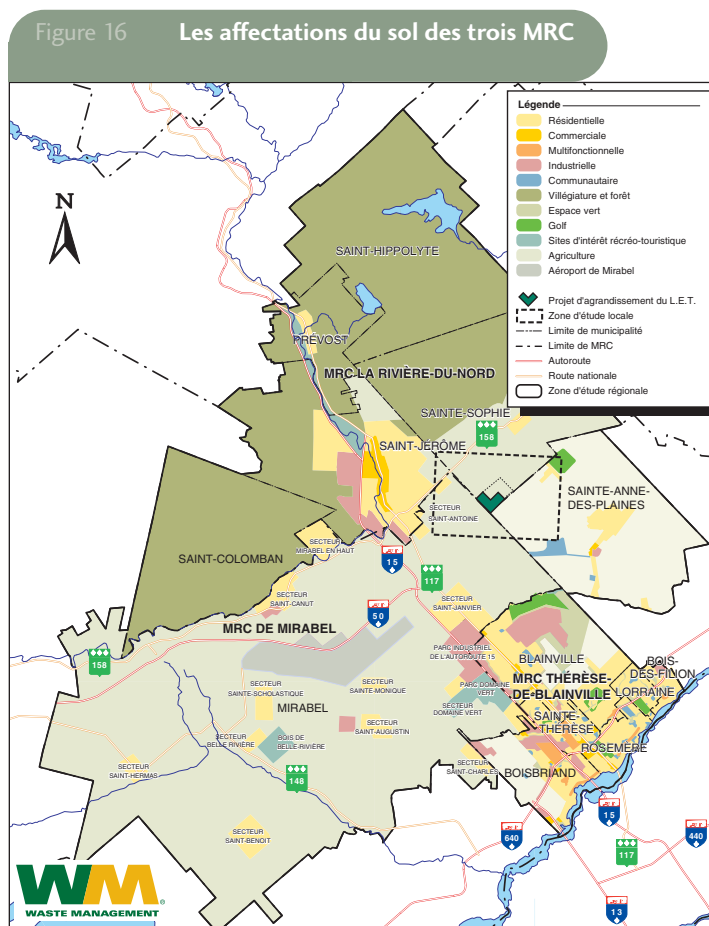 Figure 16 Les affectations du sol des trois MRC
Légende
Résidentielle
Commerciale
Multifonctionnelle
Industrielle
Communautaire
Villégiature et forêt
Espace vert
Golf
Sites d'intérêt récréo-touristique
Agriculture
Aéroport de Mirabel
Projet d'agrandissement du L.E.T.
Zone d'étude locale
Limite de municipalité
Limite de MRC
Autoroute
Route nationale
Zone d'étude régionale
N
SAINT-HIPPOLYTE
PRÉVOST
MRC LA RIVIÈRE-DU-NORD
SAINTE-SOPHIE
158
SAINT-JÉRÔME
SAINTE-ANNE-
DES-PLAINES
SECTEUR
SAINT-ANTOINE
SECTEUR
MIRABEL EN HAUT
15
SAINT-COLOMBAN
117
SECTEUR
SAINT-CANUT
50
SECTEUR
SAINT-JANVIER
MRC DE MIRABEL
158
PARC INDUSTRIEL
DE L'AUTOROUTE 15
BLAINVILLE
BOIS-
DES-FILION
MRC THÉRÈSE-
DE-BLAINVILLE
LORRAINE
SECTEUR
SAINTE-SCHOLASTIQUE
SECTEUR
SAINTE-MONIQUE
PARC DOMAINE
VERT
SECTEUR
DOMAINE VERT
MIRABEL
SAINTE-
THÉRÈSE
SECTEUR
SAINT-AUGUSTIN
SECTEUR
BELLE RIVIÈRE
BOIS DE
BELLE-RIVIÈRE
ROSEMÈRE
SECTEUR
SAINT-HERMAS
SECTEUR
SAINT-CHARLES
BOISBRIAND
148
15
SECTEUR
SAINT-BENOIT
640
440
117
13
WM
WASTE MANAGEMENT